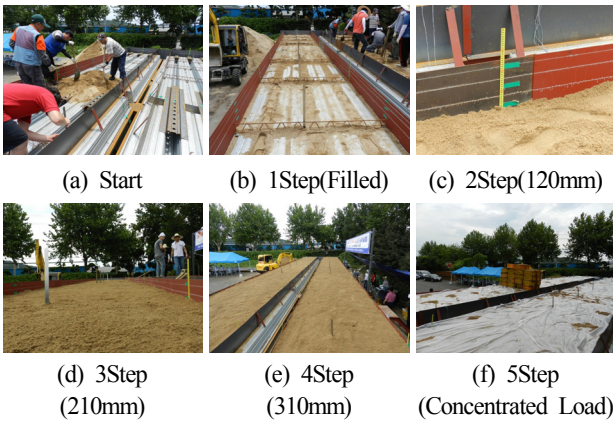 (a) Start
(b) 1Step(Filled)
(c) 2Step(120mm)
(d) 3Step
(210mm)
(e) 4Step
(310mm)
(f) 5Step
(Concentrated Load)